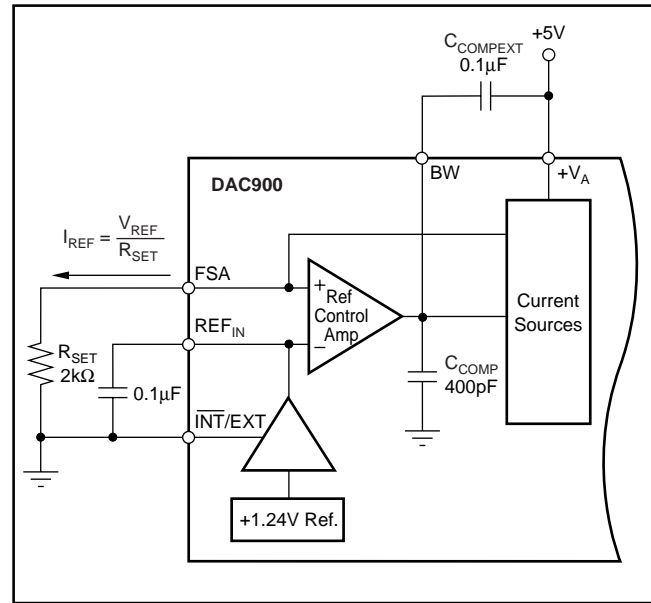 +5V
C_COMPEXT
0.1µF
DAC900
BW
+V_A
I_REF = V_REF / R_SET
FSA
+
Ref
Control
Amp
−
Current
Sources
REF_IN
R_SET
2kΩ
0.1µF
C_COMP
400pF
I̅N̅T̅/EXT
+1.24V Ref.